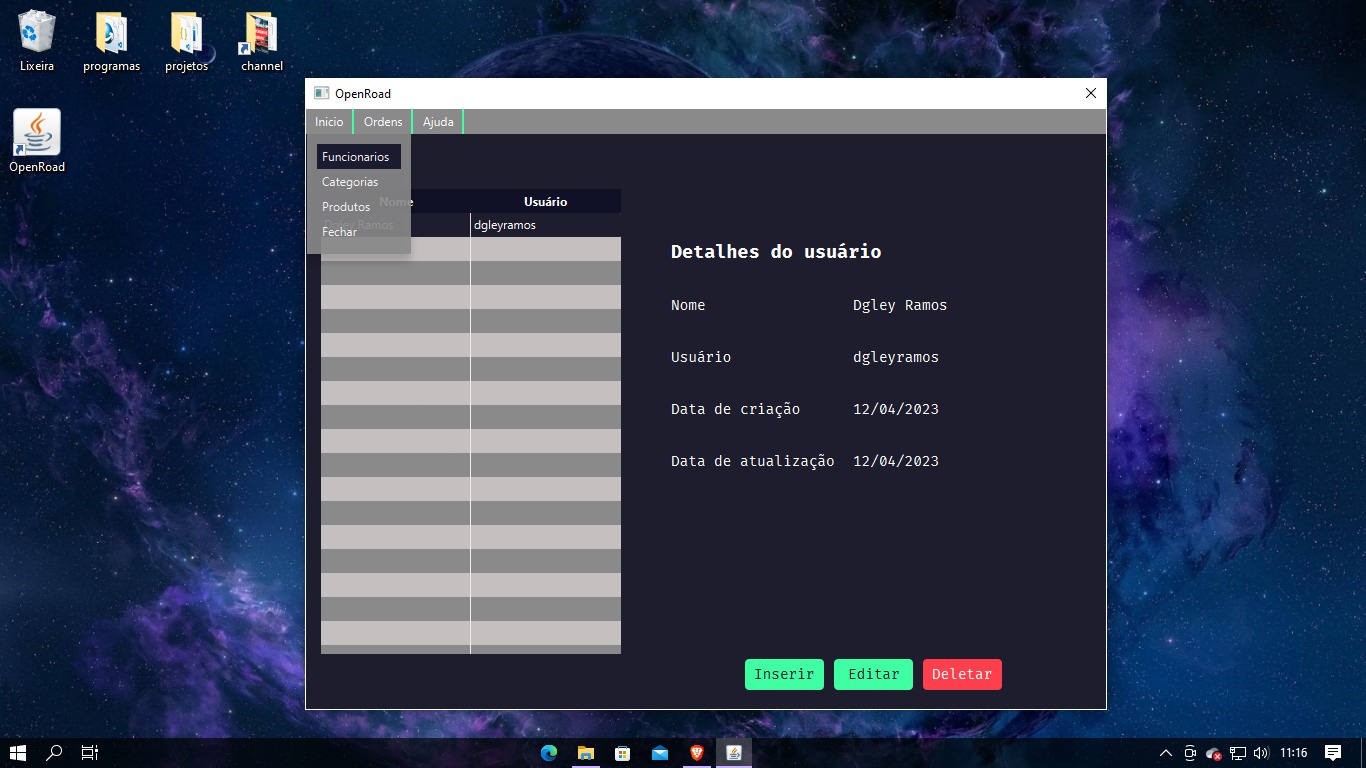 Lixeira
programas
projetos
channel
OpenRoad
OpenRoad
Inicio
Ordens
Ajuda
Funcionarios
Categorias
Produtos
Fechar
Nome
Usuário
Dgley Ramos
dgleyramos
Detalhes do usuário
Nome
Dgley Ramos
Usuário
dgleyramos
Data de criação
12/04/2023
Data de atualização
12/04/2023
Inserir
Editar
Deletar
11:16